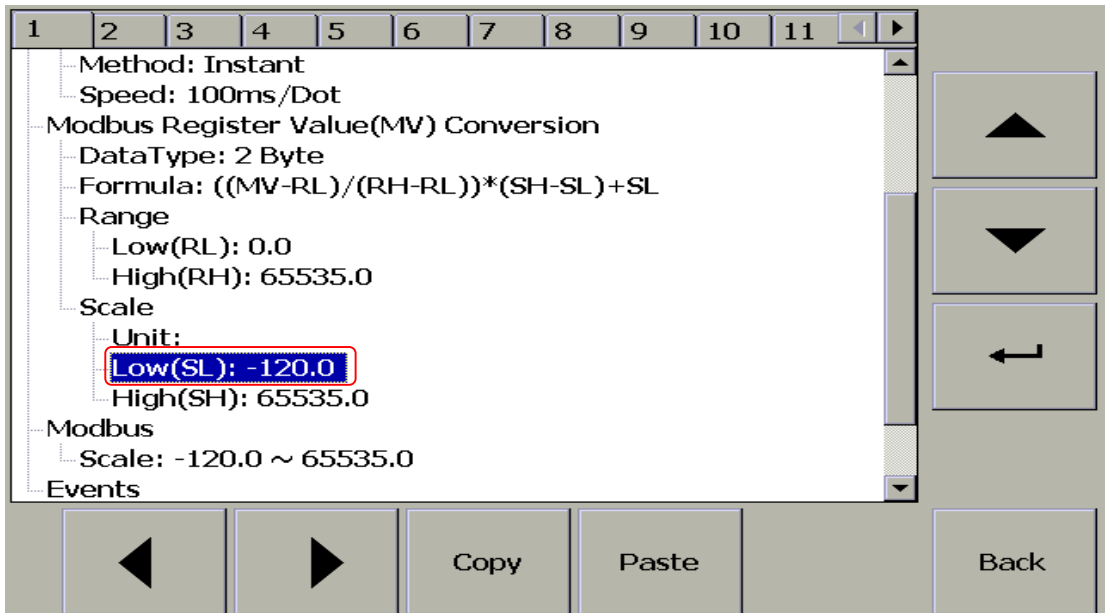 1 2 3 4 5 6 7 8 9 10 11
Method: Instant
Speed: 100ms/Dot
Modbus Register Value(MV) Conversion
DataType: 2 Byte
Formula: ((MV-RL)/(RH-RL))*(SH-SL)+SL
Range
Low(RL): 0.0
High(RH): 65535.0
Scale
Unit:
Low(SL): -120.0
High(SH): 65535.0
Modbus
Scale: -120.0 ~ 65535.0
Events
Copy Paste Back